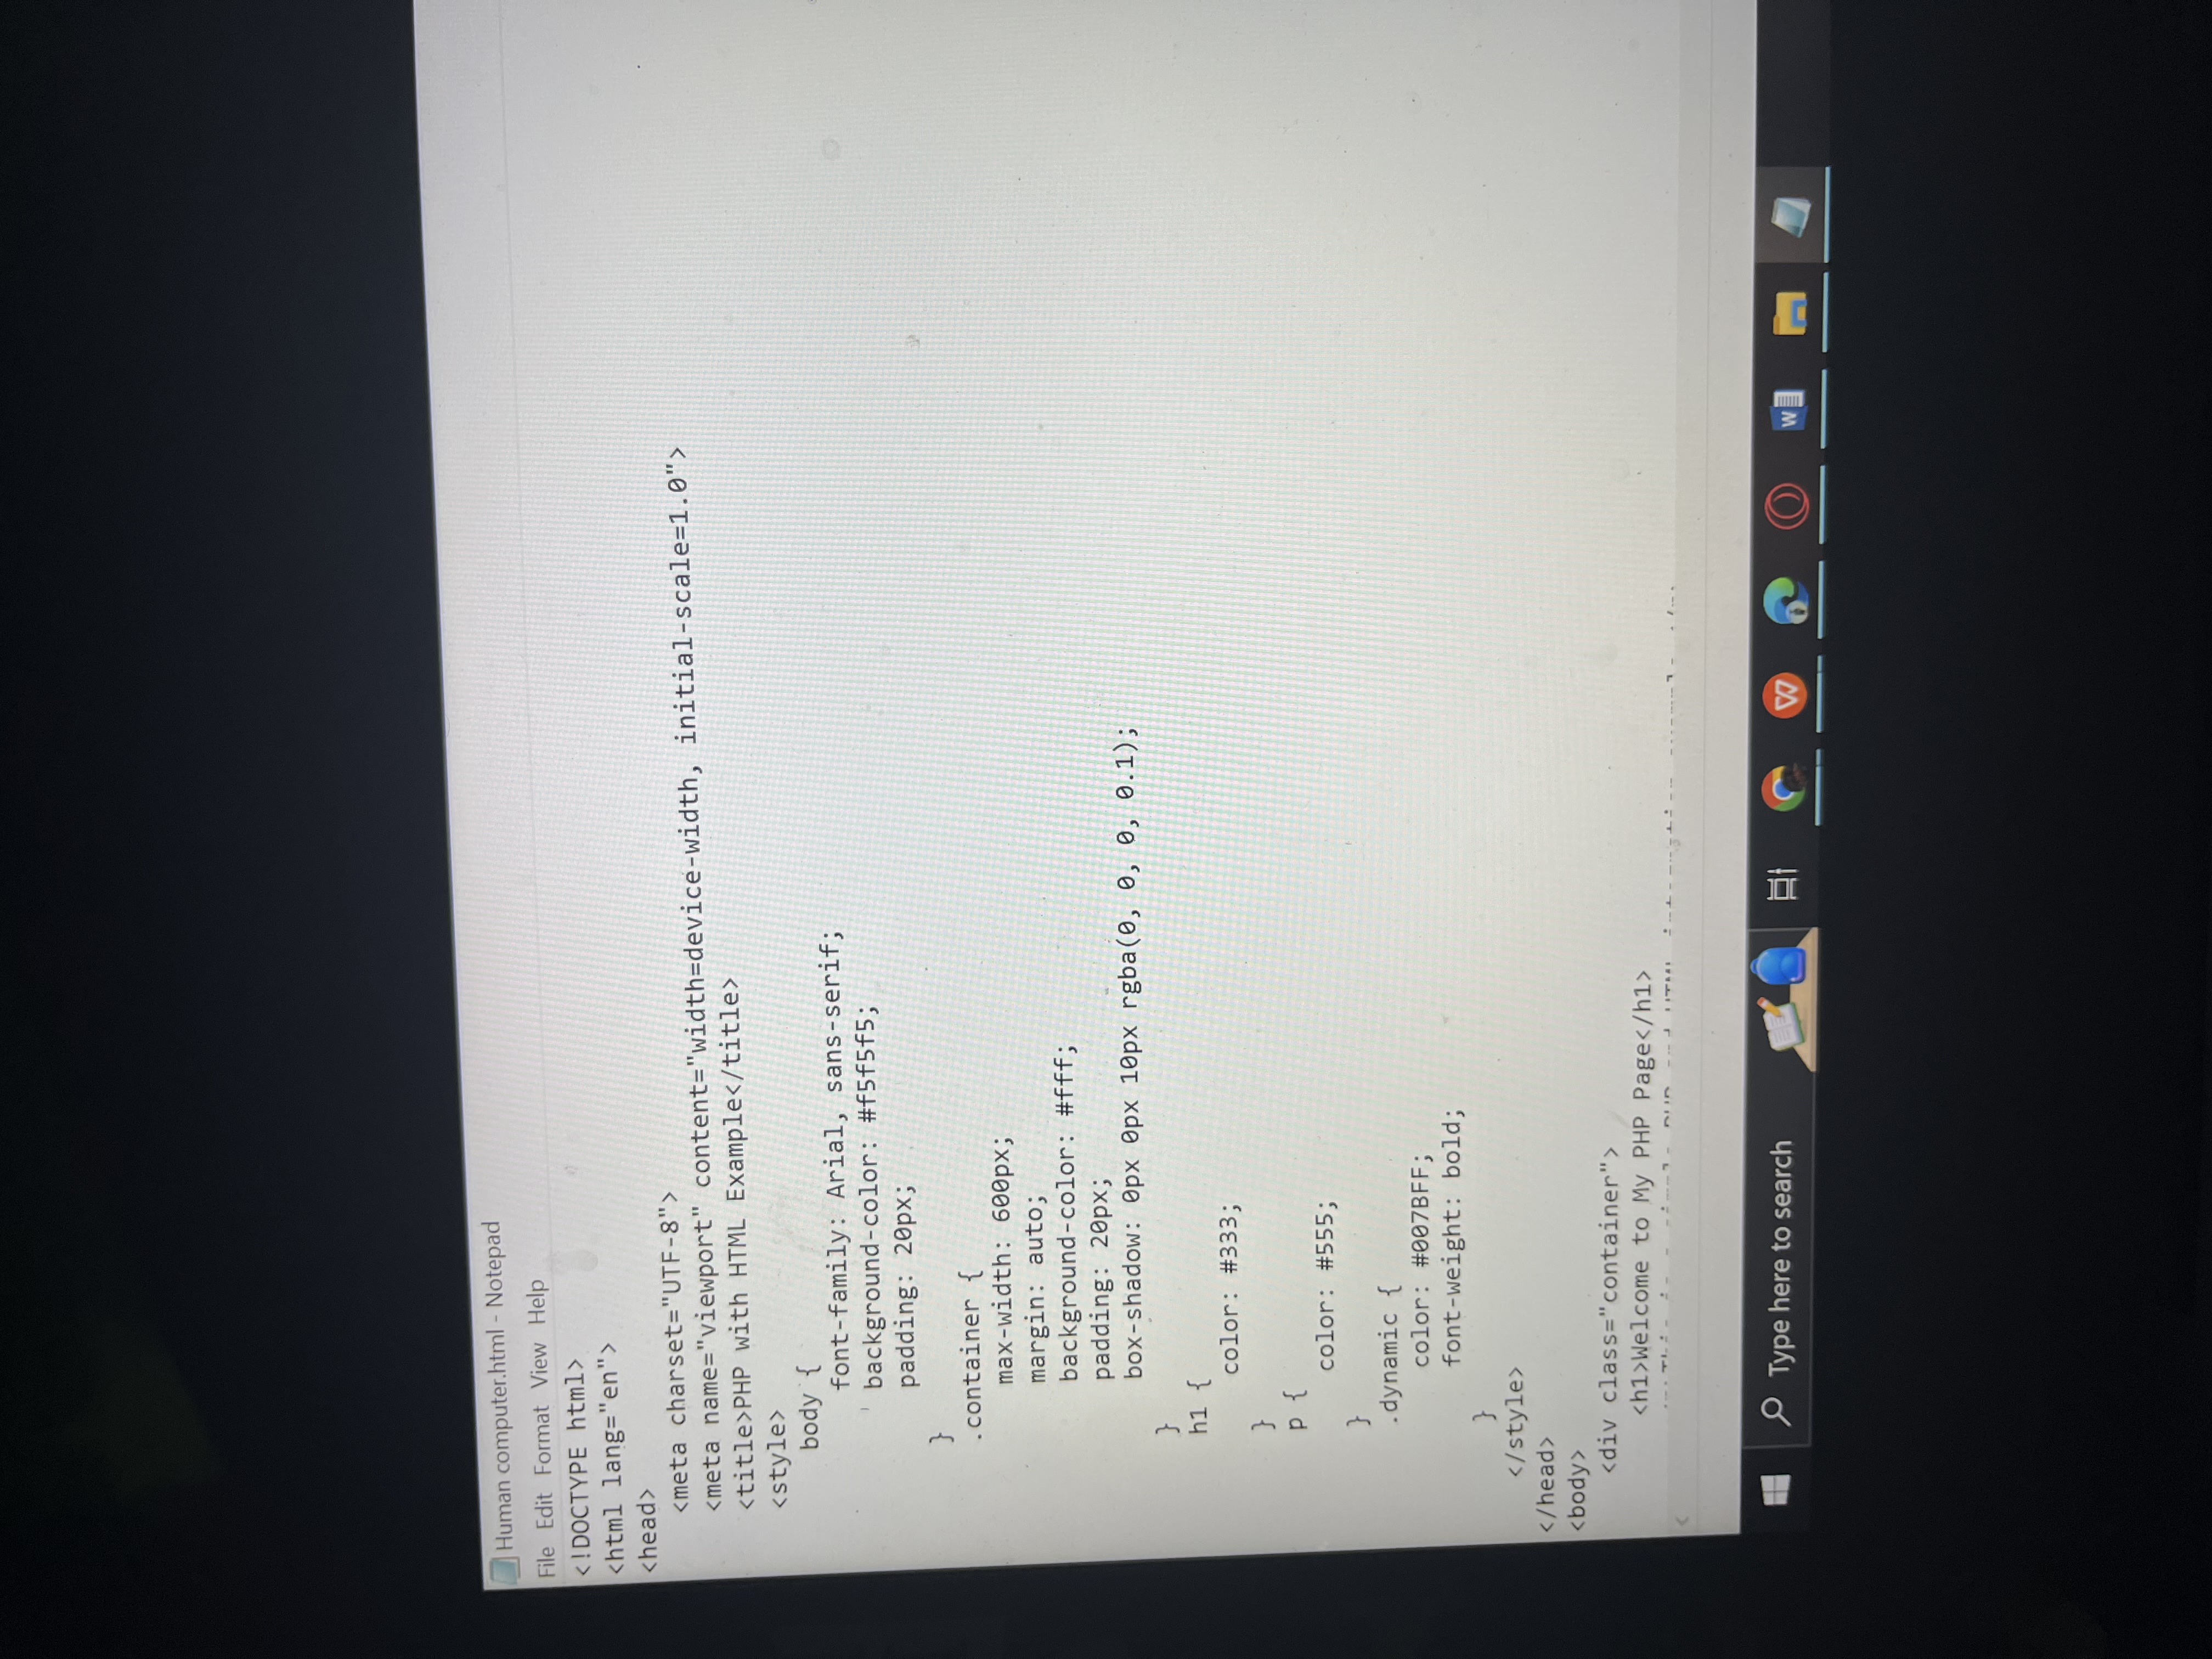 Human computer.html - Notepad
File Edit Format View Help
<!DOCTYPE html>
<html lang="en">
<head>
    <meta charset="UTF-8">
    <meta name="viewport" content="width=device-width, initial-scale=1.0">
    <title>PHP with HTML Example</title>
    <style>
        body {
            font-family: Arial, sans-serif;
            background-color: #f5f5f5;
            padding: 20px;
        }
        .container {
            max-width: 600px;
            margin: auto;
            background-color: #fff;
            padding: 20px;
            box-shadow: 0px 0px 10px rgba(0, 0, 0, 0.1);
        }
        h1 {
            color: #333;
        }
        p {
            color: #555;
        }
        .dynamic {
            color: #007BFF;
            font-weight: bold;
        }
    </style>
</head>
<body>
    <div class="container">
        <h1>Welcome to My PHP Page</h1>
Type here to search